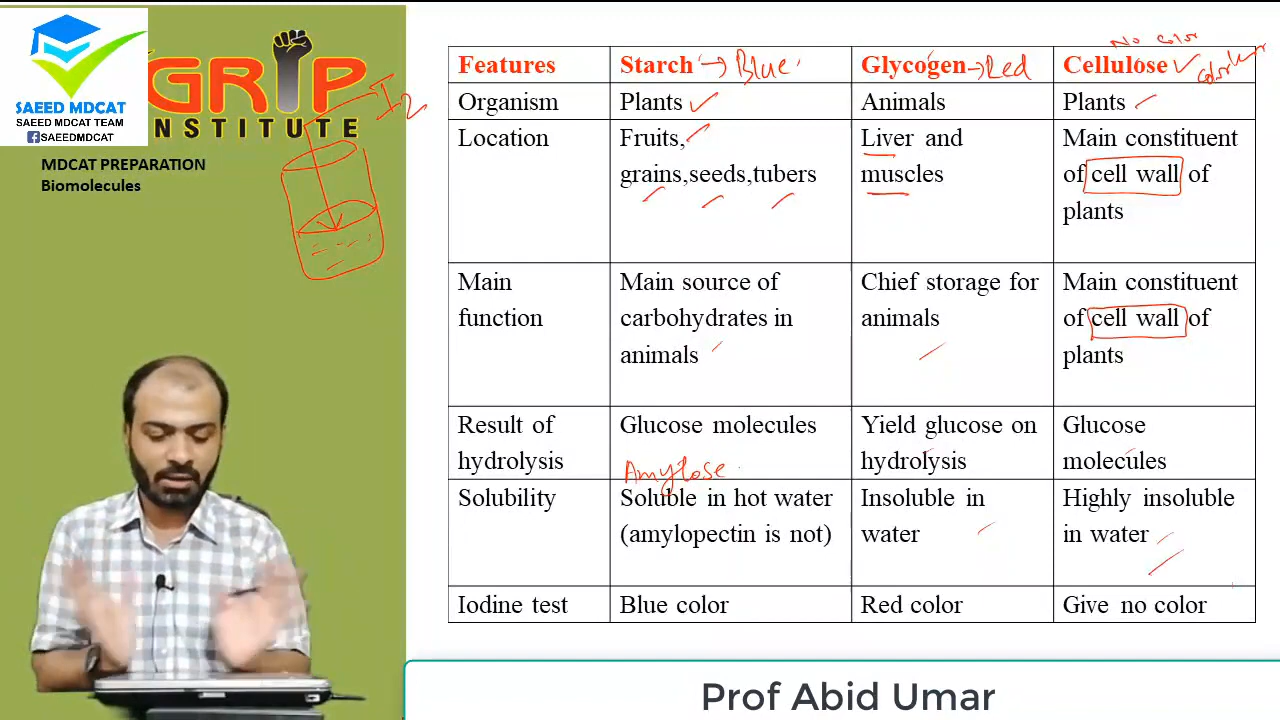 SAEED MDCAT
SAEED MDCAT TEAM
SAEEDMDCAT
GRIP
INSTITUTE
MDCAT PREPARATION
Biomolecules
I2
No color
colorless
Features Starch → Blue Glycogen → Red Cellulose
Organism Plants Animals Plants
Location Fruits, Liver and Main constituent
grains,seeds,tubers muscles of cell wall of
plants
Main Main source of Chief storage for Main constituent
function carbohydrates in animals of cell wall of
animals plants
Result of Glucose molecules Yield glucose on Glucose
hydrolysis hydrolysis molecules
Amylose
Solubility Soluble in hot water Insoluble in Highly insoluble
(amylopectin is not) water in water
Iodine test Blue color Red color Give no color
Prof Abid Umar